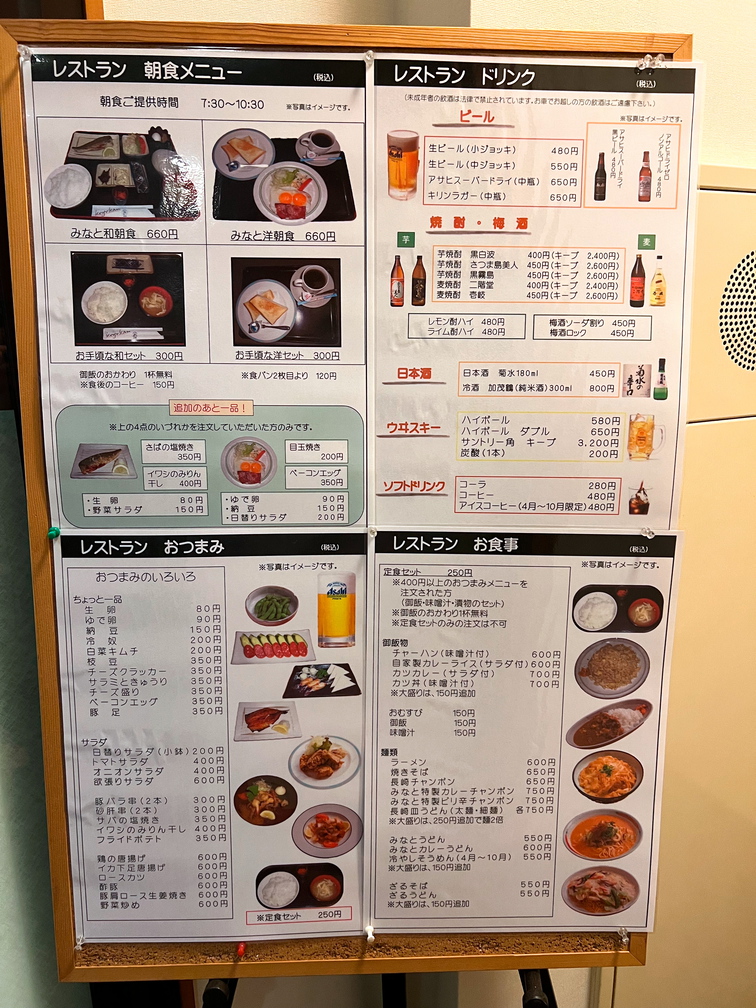 レストラン 朝食メニュー (税込)
朝食ご提供時間 7:30〜10:30 ※写真はイメージです。
みなと和朝食 660円
みなと洋朝食 660円
お手頃な和セット 300円
お手頃な洋セット 300円
御飯のおかわり 1杯無料
※食後のコーヒー 150円
※食パン2枚目より 120円
追加のあと一品!
※上の4点のいづれかを注文していただいた方のみです。
さばの塩焼き
350円
イワシのみりん
干し 400円
目玉焼き
200円
ベーコンエッグ
350円
・生 卵 80円
・野菜サラダ 150円
・ゆで卵 90円
・納 豆 150円
・日替りサラダ 200円
レストラン ドリンク (税込)
(未成年者の飲酒は法律で禁止されています。お車でお越しの方の飲酒はご遠慮下さい。)
※写真はイメージです。
ビール
生ビール(小ジョッキ) 480円
生ビール(中ジョッキ) 550円
アサヒスーパードライ(中瓶) 650円
キリンラガー(中瓶) 650円
アサヒスーパードライ
黒ビール 480円
アサヒドライゼロ
ノンアルコール 480円
焼酎・梅酒
芋
麦
芋焼酎 黒白波 400円(キープ 2,400円)
芋焼酎 さつま島美人 450円(キープ 2,600円)
芋焼酎 黒霧島 450円(キープ 2,600円)
麦焼酎 二階堂 400円(キープ 2,400円)
麦焼酎 壱岐 450円(キープ 2,600円)
レモン酎ハイ 480円
ライム酎ハイ 480円
梅酒ソーダ割り 450円
梅酒ロック 450円
日本酒
日本酒 菊水180ml 450円
冷酒 加茂鶴(純米酒)300ml 800円
菊水の辛口
ウヰスキー
ハイボール 580円
ハイボール ダブル 650円
サントリー角 キープ 3,200円
炭酸(1本) 200円
ソフトドリンク
コーラ 280円
コーヒー 480円
アイスコーヒー(4月〜10月限定)480円
レストラン おつまみ (税込)
※写真はイメージです。
おつまみのいろいろ
Asahi
ちょっと一品
生 卵 80円
ゆで卵 90円
納 豆 150円
冷 奴 200円
白菜キムチ 200円
枝 豆 350円
チーズクラッカー 350円
サラミときゅうり 350円
チーズ盛り 350円
ベーコンエッグ 350円
豚 足 350円
サラダ
日替りサラダ(小鉢)200円
トマトサラダ 400円
オニオンサラダ 400円
欲張りサラダ 600円
豚バラ串(2本) 300円
砂肝串(2本) 300円
サバの塩焼き 350円
イワシのみりん干し 400円
フライドポテト 350円
鶏の唐揚げ 600円
イカ下足唐揚げ 600円
ロースカツ 600円
酢豚 600円
豚肩ロース生姜焼き 600円
野菜炒め 600円
※定食セット 250円
レストラン お食事 (税込)
※写真はイメージです。
定食セット 250円
※400円以上のおつまみメニューを
注文された方
(御飯・味噌汁・漬物のセット)
※御飯のおかわり1杯無料
※定食セットのみの注文は不可
御飯物
チャーハン(味噌汁付) 600円
自家製カレーライス(サラダ付)600円
カツカレー(サラダ付) 700円
カツ丼(味噌汁付) 700円
※大盛りは、150円追加
おむすび 150円
御飯 150円
味噌汁 150円
麺類
ラーメン 600円
焼きそば 650円
長崎チャンポン 650円
みなと特製カレーチャンポン 750円
みなと特製ピリ辛チャンポン 750円
長崎皿うどん(太麺・細麺) 各750円
※大盛りは、250円追加で麺2倍
みなとうどん 550円
みなとカレーうどん 600円
冷やしそうめん(4月〜10月) 550円
※大盛りは、150円追加
ざるそば 550円
ざるうどん 550円
※大盛りは、150円追加